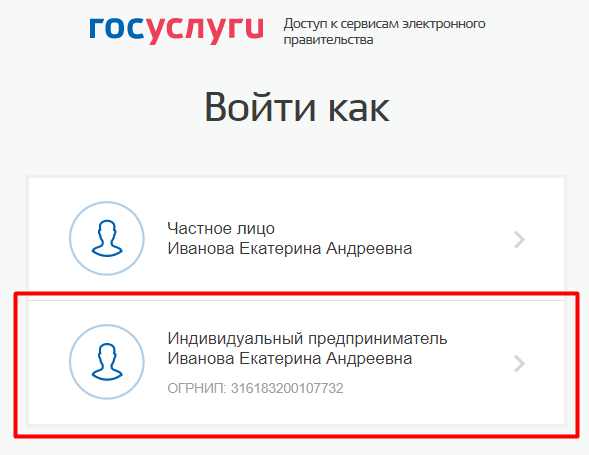 госуслуги
Доступ к сервисам электронного
правительства
Войти как
Частное лицо
Иванова Екатерина Андреевна
Индивидуальный предприниматель
Иванова Екатерина Андреевна
ОГРНИП: 316183200107732